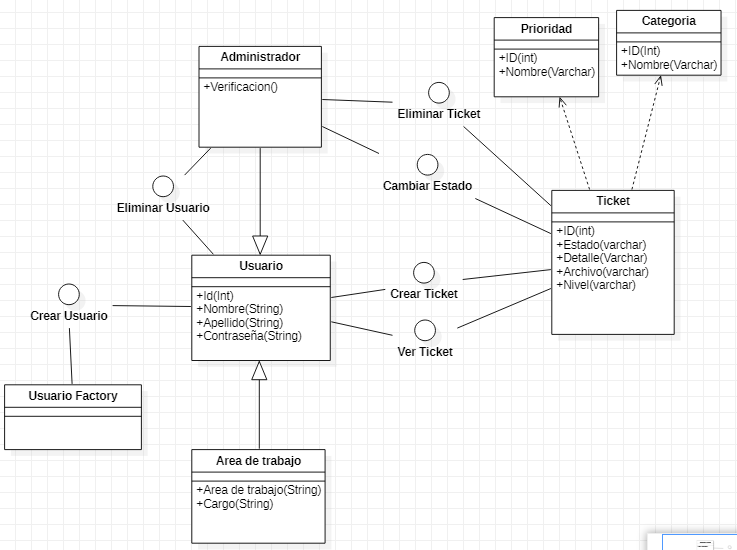 Prioridad
+ID(int)
+Nombre(Varchar)
Categoria
+ID(Int)
+Nombre(Varchar)
Administrador
+Verificacion()
Eliminar Ticket
Cambiar Estado
Eliminar Usuario
Ticket
+ID(int)
+Estado(varchar)
+Detalle(Varchar)
+Archivo(varchar)
+Nivel(varchar)
Usuario
+Id(Int)
+Nombre(String)
+Apellido(String)
+Contraseña(String)
Crear Ticket
Ver Ticket
Crear Usuario
Usuario Factory
Area de trabajo
+Area de trabajo(String)
+Cargo(String)